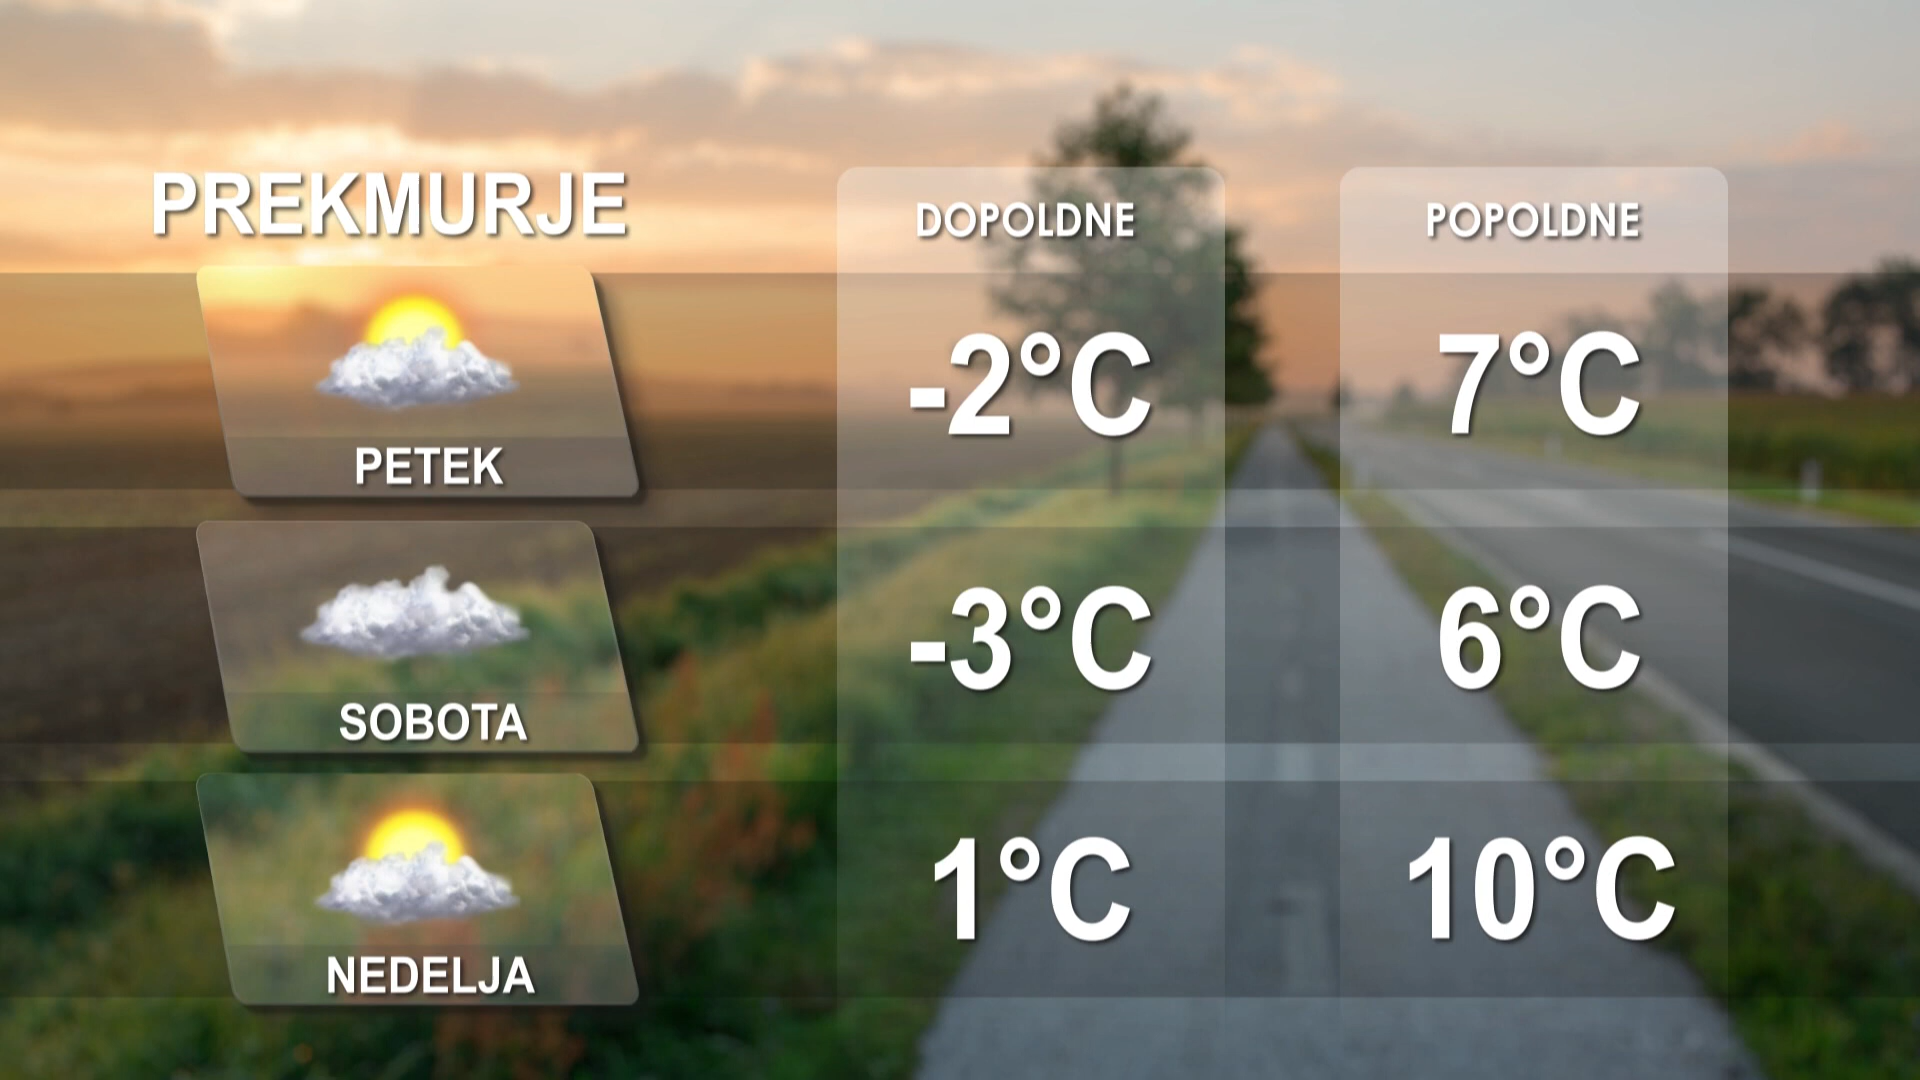 PREKMURJE
DOPOLDNE POPOLDNE
-2°C 7°C
PETEK
-3°C 6°C
SOBOTA
1°C 10°C
NEDELJA